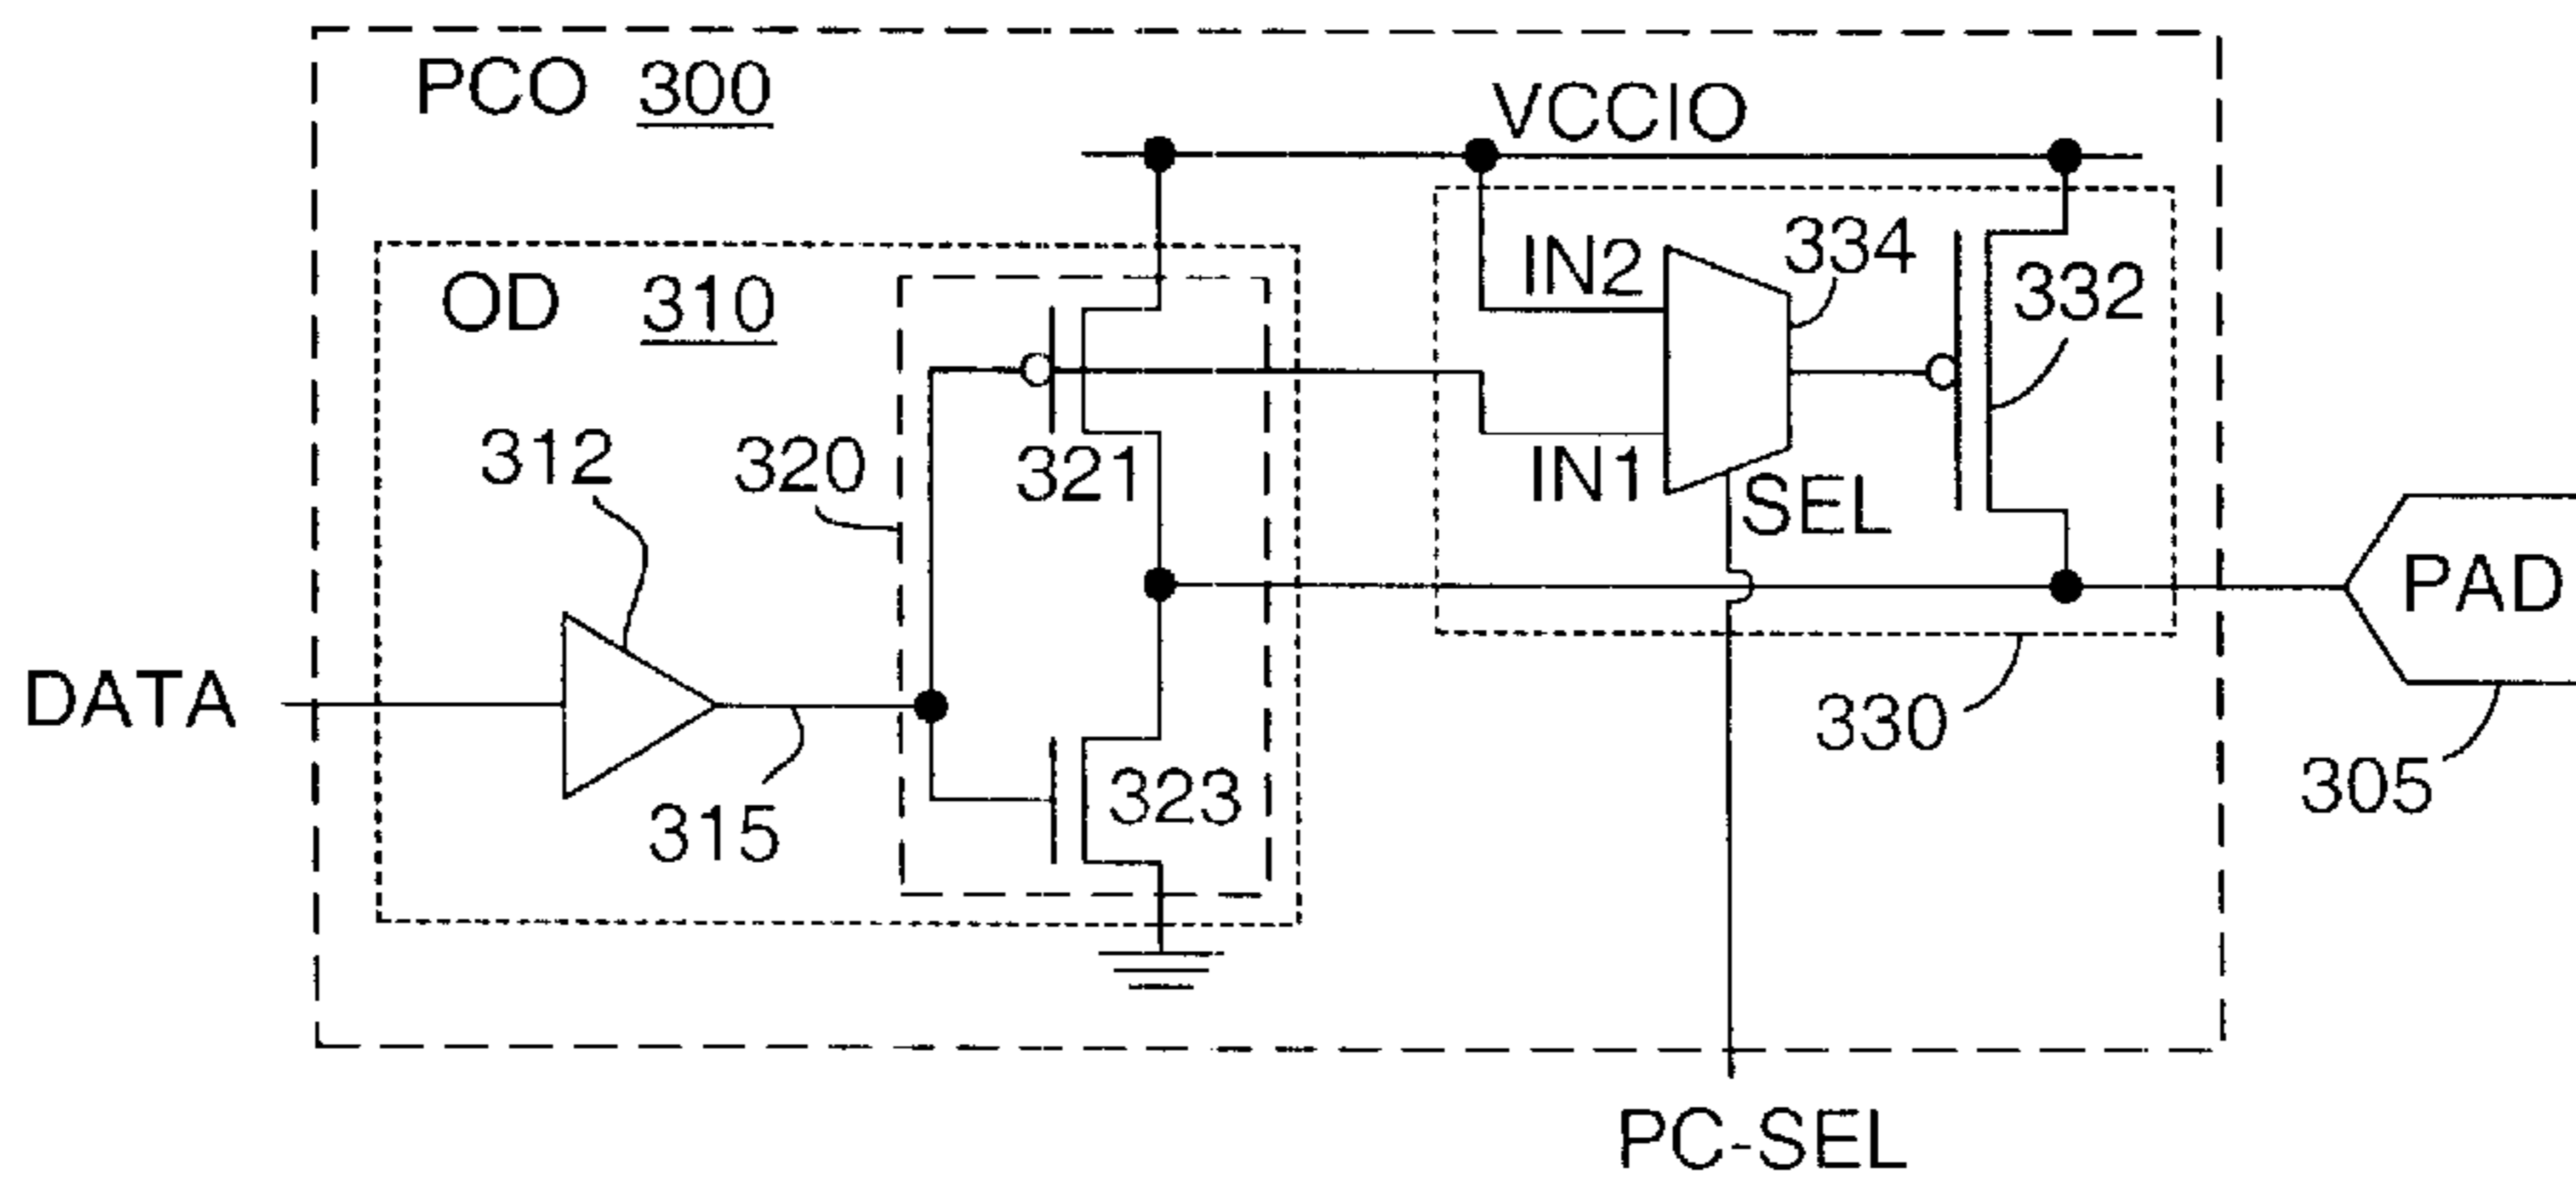 PCO 300
VCCIO
OD 310
IN2
334
332
312
320
321
IN1
SEL
PAD
DATA
315
323
330
305
PC-SEL